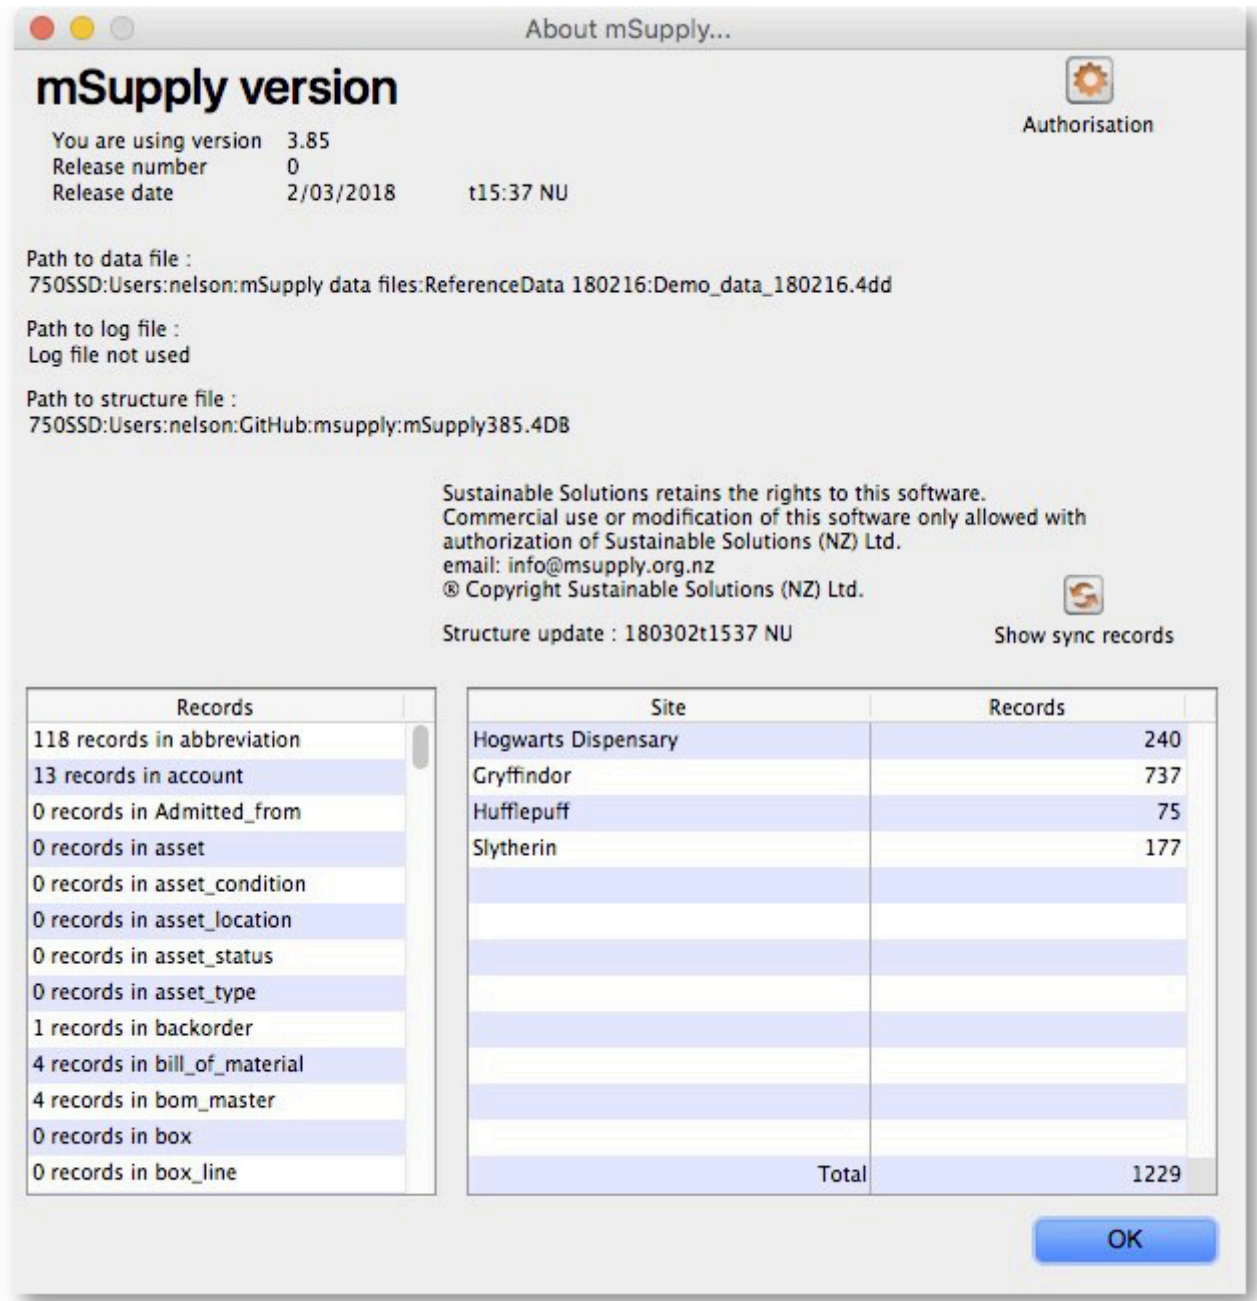 About mSupply...
mSupply version
Authorisation
You are using version 3.85
Release number 0
Release date 2/03/2018 t15:37 NU
Path to data file :
750SSD:Users:nelson:mSupply data files:ReferenceData 180216:Demo_data_180216.4dd
Path to log file :
Log file not used
Path to structure file :
750SSD:Users:nelson:GitHub:msupply:mSupply385.4DB
Sustainable Solutions retains the rights to this software.
Commercial use or modification of this software only allowed with
authorization of Sustainable Solutions (NZ) Ltd.
email: info@msupply.org.nz
® Copyright Sustainable Solutions (NZ) Ltd.
Structure update : 180302t1537 NU
Show sync records
Records
118 records in abbreviation
13 records in account
0 records in Admitted_from
0 records in asset
0 records in asset_condition
0 records in asset_location
0 records in asset_status
0 records in asset_type
1 records in backorder
4 records in bill_of_material
4 records in bom_master
0 records in box
0 records in box_line
Site Records
Hogwarts Dispensary 240
Gryffindor 737
Hufflepuff 75
Slytherin 177
Total 1229
OK